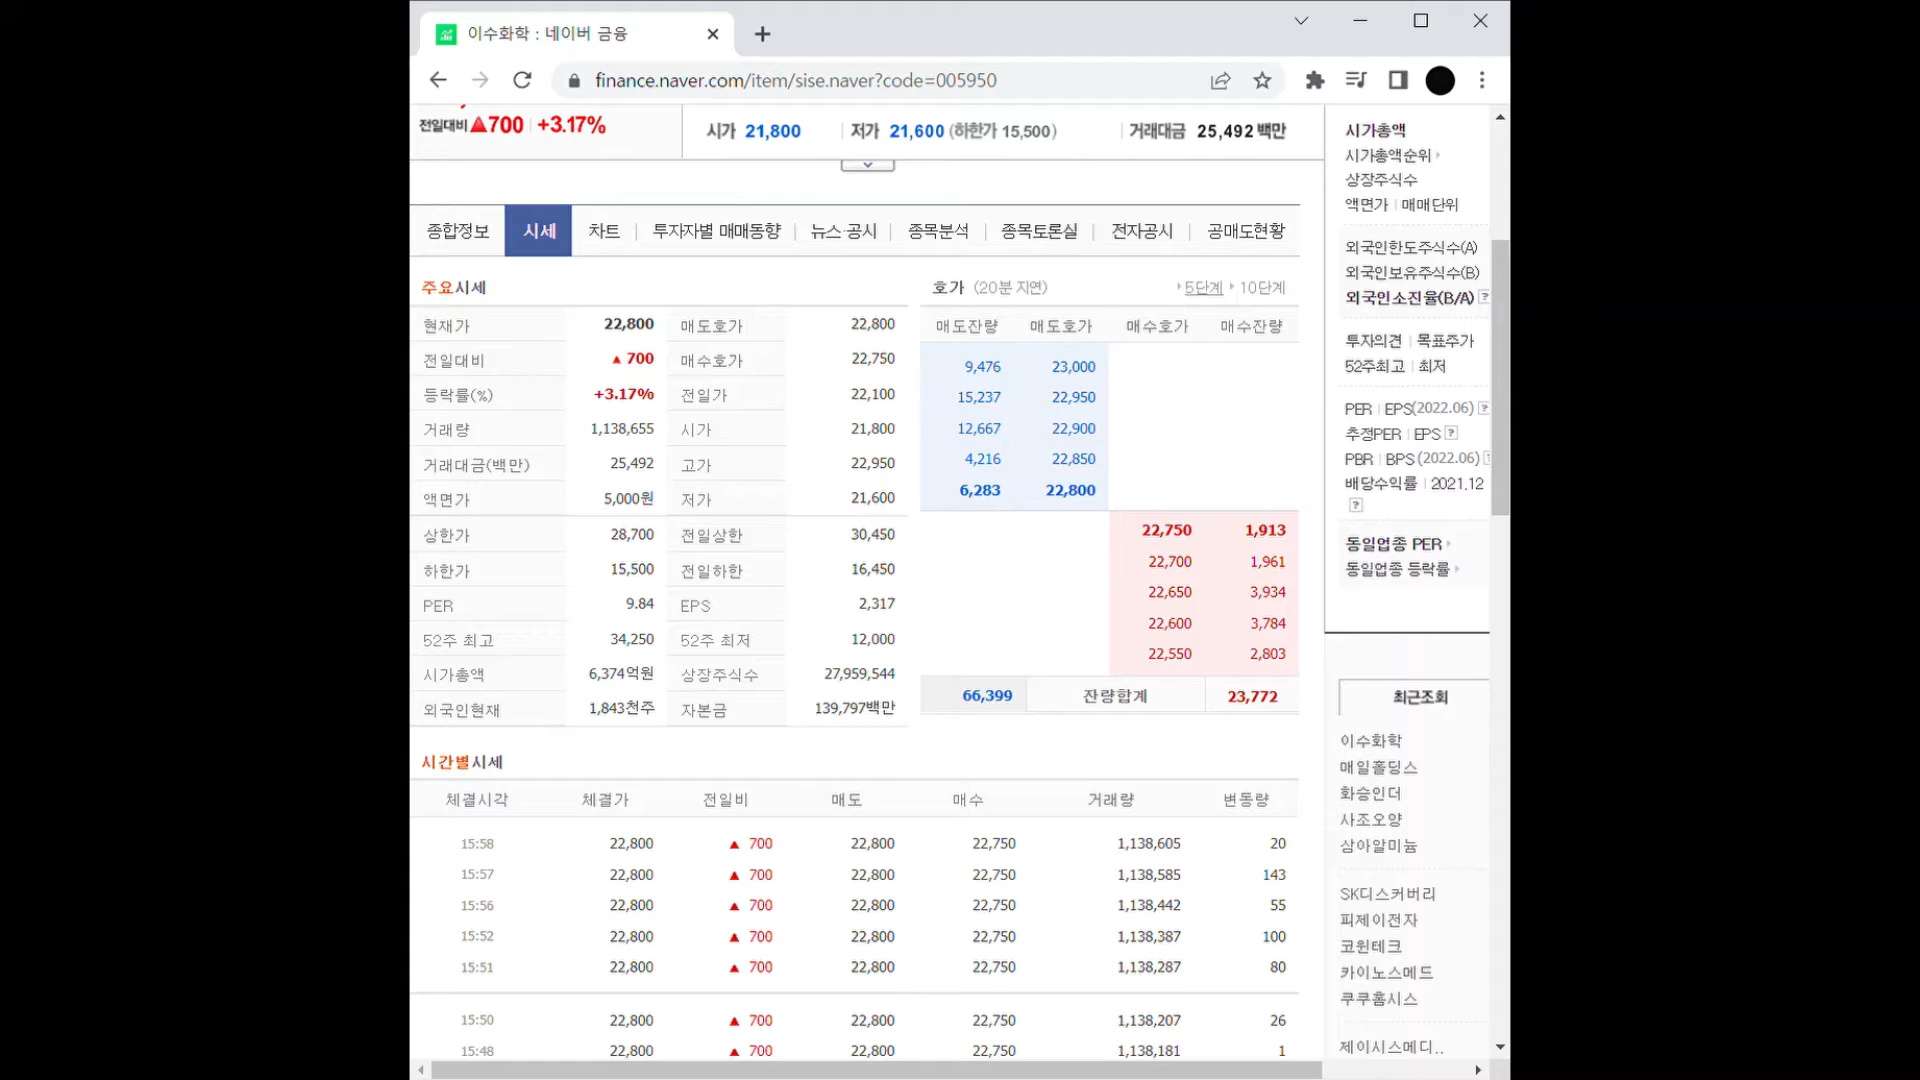 이수화학 : 네이버 금융
finance.naver.com/item/sise.naver?code=005950
전일대비 ▲700 +3.17%
시가 21,800 저가 21,600 (하한가 15,500) 거래대금 25,492 백만
종합정보 시세 차트 투자자별 매매동향 뉴스·공시 종목분석 종목토론실 전자공시 공매도현황
주요시세
현재가 22,800 매도호가 22,800
전일대비 ▲ 700 매수호가 22,750
등락률(%) +3.17% 전일가 22,100
거래량 1,138,655 시가 21,800
거래대금(백만) 25,492 고가 22,950
액면가 5,000원 저가 21,600
상한가 28,700 전일상한 30,450
하한가 15,500 전일하한 16,450
PER 9.84 EPS 2,317
52주 최고 34,250 52주 최저 12,000
시가총액 6,374억원 상장주식수 27,959,544
외국인현재 1,843천주 자본금 139,797백만
호가 (20분 지연) 5단계 10단계
매도잔량 매도호가 매수호가 매수잔량
9,476 23,000
15,237 22,950
12,667 22,900
4,216 22,850
6,283 22,800
22,750 1,913
22,700 1,961
22,650 3,934
22,600 3,784
22,550 2,803
66,399 잔량합계 23,772
시간별시세
체결시각 체결가 전일비 매도 매수 거래량 변동량
15:58 22,800 ▲ 700 22,800 22,750 1,138,605 20
15:57 22,800 ▲ 700 22,800 22,750 1,138,585 143
15:56 22,800 ▲ 700 22,800 22,750 1,138,442 55
15:52 22,800 ▲ 700 22,800 22,750 1,138,387 100
15:51 22,800 ▲ 700 22,800 22,750 1,138,287 80
15:50 22,800 ▲ 700 22,800 22,750 1,138,207 26
15:48 22,800 ▲ 700 22,800 22,750 1,138,181 1
시가총액
시가총액순위
상장주식수
액면가 매매단위
외국인한도주식수(A)
외국인보유주식수(B)
외국인소진율(B/A) ?
투자의견 목표주가
52주최고 최저
PER EPS(2022.06) ?
추정PER EPS ?
PBR BPS(2022.06)
배당수익률 2021.12
?
동일업종 PER
동일업종 등락률
최근조회
이수화학
매일홀딩스
화승인더
사조오양
삼아알미늄
SK디스커버리
피제이전자
코윈테크
카이노스메드
쿠쿠홈시스
제이시스메디..